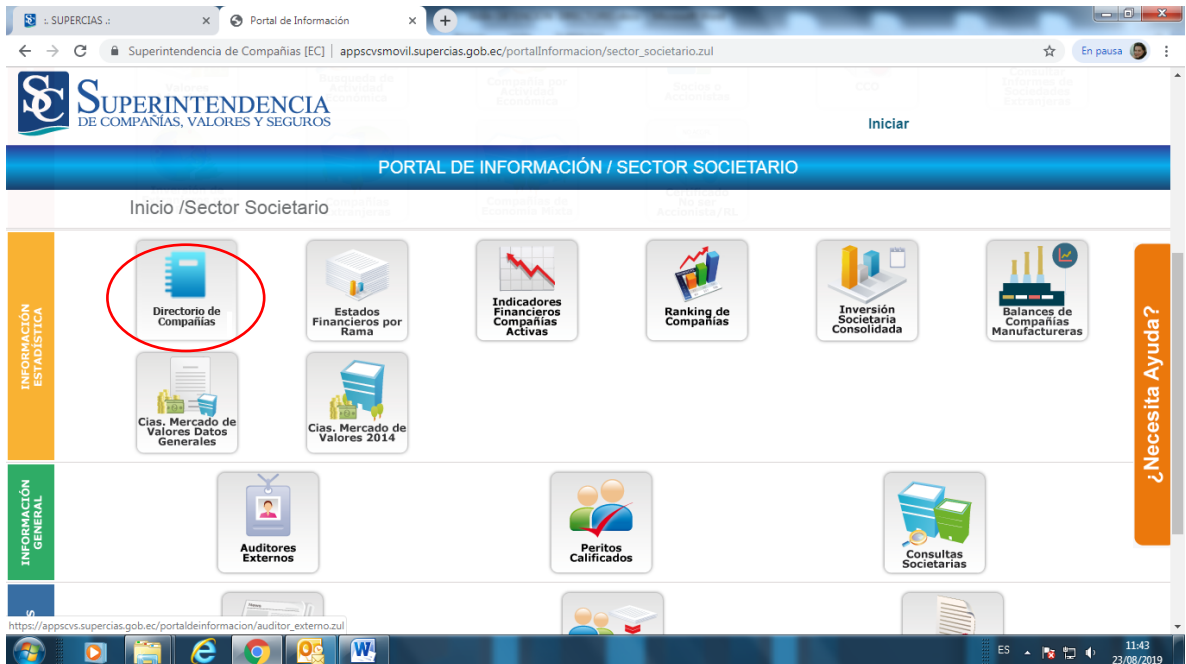 :. SUPERCIAS .:
Portal de Información
Superintendencia de Compañias [EC] | appscvsmovil.supercias.gob.ec/portalInformacion/sector_societario.zul
En pausa
SC
SUPERINTENDENCIA
DE COMPAÑÍAS, VALORES Y SEGUROS
Iniciar
PORTAL DE INFORMACIÓN / SECTOR SOCIETARIO
Inicio /Sector Societario
INFORMACIÓN
ESTADÍSTICA
Directorio de
Compañías
Estados
Financieros por
Rama
Indicadores
Financieros
Compañías
Activas
Ranking de
Compañías
Inversión
Societaria
Consolidada
Balances de
Compañías
Manufactureras
Cias. Mercado de
Valores Datos
Generales
Cias. Mercado de
Valores 2014
¿Necesita Ayuda?
INFORMACIÓN
GENERAL
Auditores
Externos
Peritos
Calificados
Consultas
Societarias
https://appscvs.supercias.gob.ec/portaldeinformacion/auditor_externo.zul
ES
11:43
23/08/2019